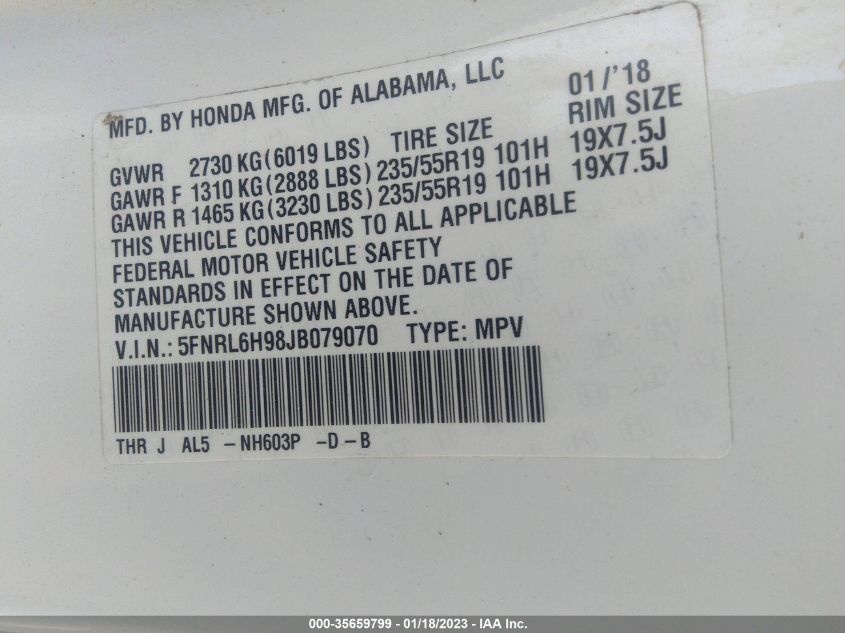 MFD. BY HONDA MFG. OF ALABAMA, LLC 01/'18
GVWR 2730 KG (6019 LBS) TIRE SIZE RIM SIZE
GAWR F 1310 KG (2888 LBS) 235/55R19 101H 19X7.5J
GAWR R 1465 KG (3230 LBS) 235/55R19 101H 19X7.5J
THIS VEHICLE CONFORMS TO ALL APPLICABLE
FEDERAL MOTOR VEHICLE SAFETY
STANDARDS IN EFFECT ON THE DATE OF
MANUFACTURE SHOWN ABOVE.
V.I.N.: 5FNRL6H98JB079070 TYPE: MPV
THR J AL5 -NH603P -D-B
000-35659799 - 01/18/2023 - IAA Inc.